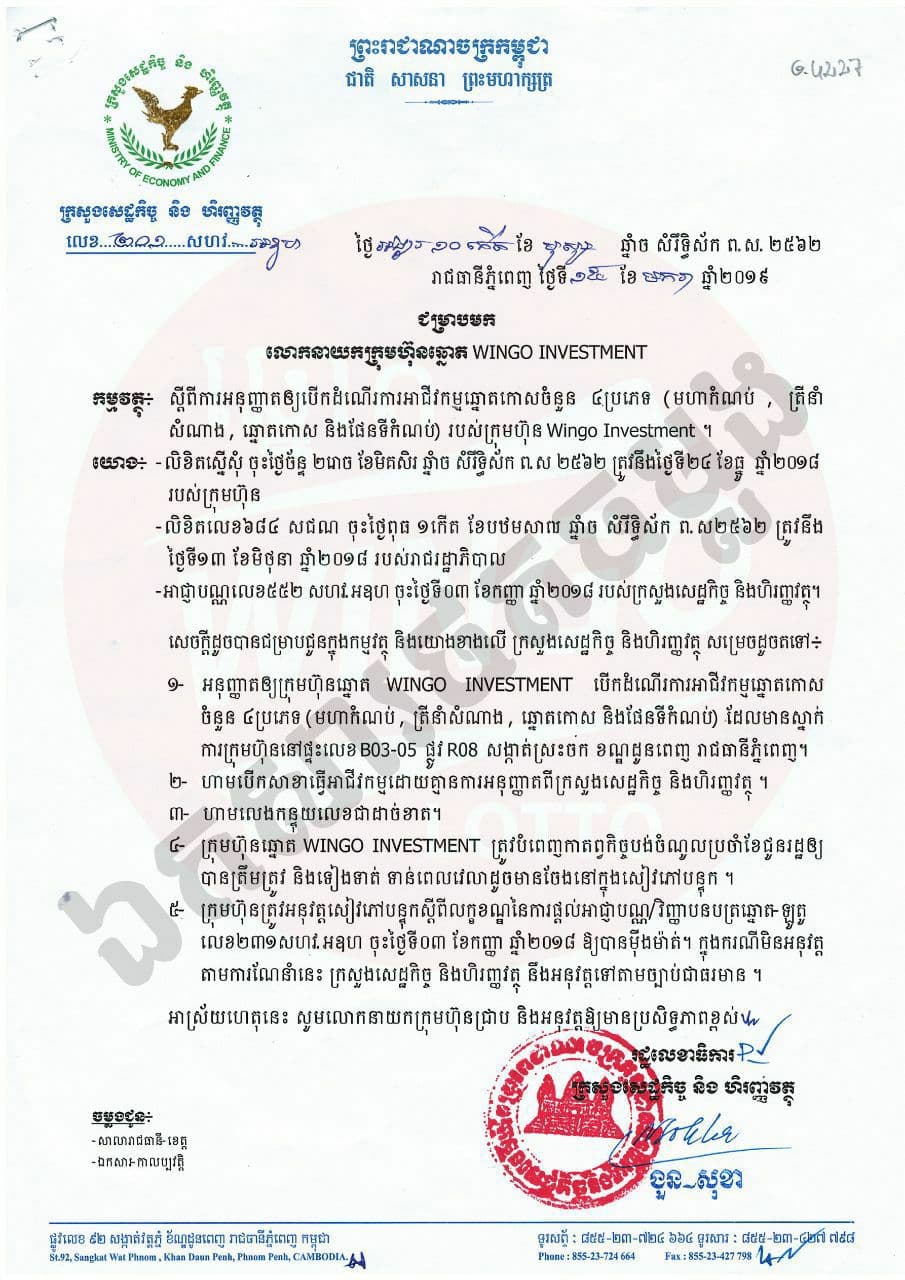 ព្រះរាជាណាចក្រកម្ពុជា
ជាតិ សាសនា ព្រះមហាក្សត្រ
ក្រសួងសេដ្ឋកិច្ច និង ហិរញ្ញវត្ថុ
MINISTRY OF ECONOMY AND FINANCE
ក្រសួងសេដ្ឋកិច្ច និង ហិរញ្ញវត្ថុ
លេខ...២០១.....សហវ.
ថ្ងៃ ១០កើត ខែ ឆ្នាំច សំរឹទ្ធិស័ក ព.ស. ២៥៦២
រាជធានីភ្នំពេញ ថ្ងៃទី១៥ ខែ មករា ឆ្នាំ២០១៩
ជម្រាបមក
លោកនាយកក្រុមហ៊ុនឆ្នោត WINGO INVESTMENT
កម្មវត្ថុ៖ ស្តីពីការអនុញ្ញាតឲ្យបើកដំណើរការអាជីវកម្មឆ្នោតកោសចំនួន ៤ប្រភេទ (មហាកំណប់ , ត្រីនាំ
សំណាង , ឆ្នោតកោស និងផែនទីកំណប់) របស់ក្រុមហ៊ុន Wingo Investment ។
យោង៖ -លិខិតស្នើសុំ ចុះថ្ងៃច័ន្ទ ២រោច ខែមិគសិរ ឆ្នាំច សំរឹទ្ធិស័ក ព.ស ២៥៦២ ត្រូវនឹងថ្ងៃទី២៤ ខែធ្នូ ឆ្នាំ២០១៨
របស់ក្រុមហ៊ុន
-លិខិតលេខ៦៨៤ សជណ ចុះថ្ងៃពុធ ១កើត ខែបឋមសាឍ ឆ្នាំច សំរឹទ្ធិស័ក ព.ស២៥៦២ ត្រូវនឹង
ថ្ងៃទី១៣ ខែមិថុនា ឆ្នាំ២០១៨ របស់រាជរដ្ឋាភិបាល
-អាជ្ញាបណ្ណលេខ៥៥២ សហវ.អឧហ ចុះថ្ងៃទី០៣ ខែកញ្ញា ឆ្នាំ២០១៨ របស់ក្រសួងសេដ្ឋកិច្ច និងហិរញ្ញវត្ថុ។
សេចក្តីដូចបានជម្រាបជូនក្នុងកម្មវត្ថុ និងយោងខាងលើ ក្រសួងសេដ្ឋកិច្ច និងហិរញ្ញវត្ថុ សម្រេចដូចតទៅ៖
១- អនុញ្ញាតឲ្យក្រុមហ៊ុនឆ្នោត WINGO INVESTMENT បើកដំណើរការអាជីវកម្មឆ្នោតកោស
ចំនួន ៤ប្រភេទ (មហាកំណប់ , ត្រីនាំសំណាង , ឆ្នោតកោស និងផែនទីកំណប់) ដែលមានស្នាក់
ការក្រុមហ៊ុននៅផ្ទះលេខ B03-05 ផ្លូវ R08 សង្កាត់ស្រះចក ខណ្ឌដូនពេញ រាជធានីភ្នំពេញ។
២- ហាមបើកសាខាធ្វើអាជីវកម្មដោយគ្មានការអនុញ្ញាតពីក្រសួងសេដ្ឋកិច្ច និងហិរញ្ញវត្ថុ ។
៣- ហាមលេងកន្ទុយលេខជាដាច់ខាត។
៤- ក្រុមហ៊ុនឆ្នោត WINGO INVESTMENT ត្រូវបំពេញកាតព្វកិច្ចបង់ចំណូលប្រចាំខែជូនរដ្ឋឲ្យ
បានត្រឹមត្រូវ និងទៀងទាត់ ទាន់ពេលវេលាដូចមានចែងនៅក្នុងសៀវភៅបន្ទុក ។
៥- ក្រុមហ៊ុនត្រូវអនុវត្តសៀវភៅបន្ទុកស្តីពីលក្ខខណ្ឌនៃការផ្តល់អាជ្ញាបណ្ណ/វិញ្ញាបនបត្រឆ្នោត-ឡូតូ
លេខ២៣១សហវ.អឧហ ចុះថ្ងៃទី០៣ ខែកញ្ញា ឆ្នាំ២០១៨ ឱ្យបានម៉ឺងម៉ាត់។ ក្នុងករណីមិនអនុវត្ត
តាមការណែនាំនេះ ក្រសួងសេដ្ឋកិច្ច និងហិរញ្ញវត្ថុ នឹងអនុវត្តទៅតាមច្បាប់ជាធរមាន ។
អាស្រ័យហេតុនេះ សូមលោកនាយកក្រុមហ៊ុនជ្រាប និងអនុវត្តឱ្យមានប្រសិទ្ធភាពខ្ពស់
រដ្ឋលេខាធិការ
ក្រសួងសេដ្ឋកិច្ច និង ហិរញ្ញវត្ថុ
ងួន សុខា
ចម្លងជូន៖
-សាលារាជធានី-ខេត្ត
-ឯកសារ-កាលប្បវត្តិ
ឯកសារថតចម្លង
WINGO
LOTTO
ផ្លូវលេខ ៩២ សង្កាត់វត្តភ្នំ ខ័ណ្ឌដូនពេញ រាជធានីភ្នំពេញ កម្ពុជា
St.92, Sangkat Wat Phnom , Khan Daun Penh, Phnom Penh, CAMBODIA.
ទូរសព្ទ័ : ៨៥៥-២៣-៧២៤ ៦៦៤ ទូរសារ : ៨៥៥-២៣-៤២៧ ៧៩៨
Phone : 855-23-724 664 Fax : 855-23-427 798